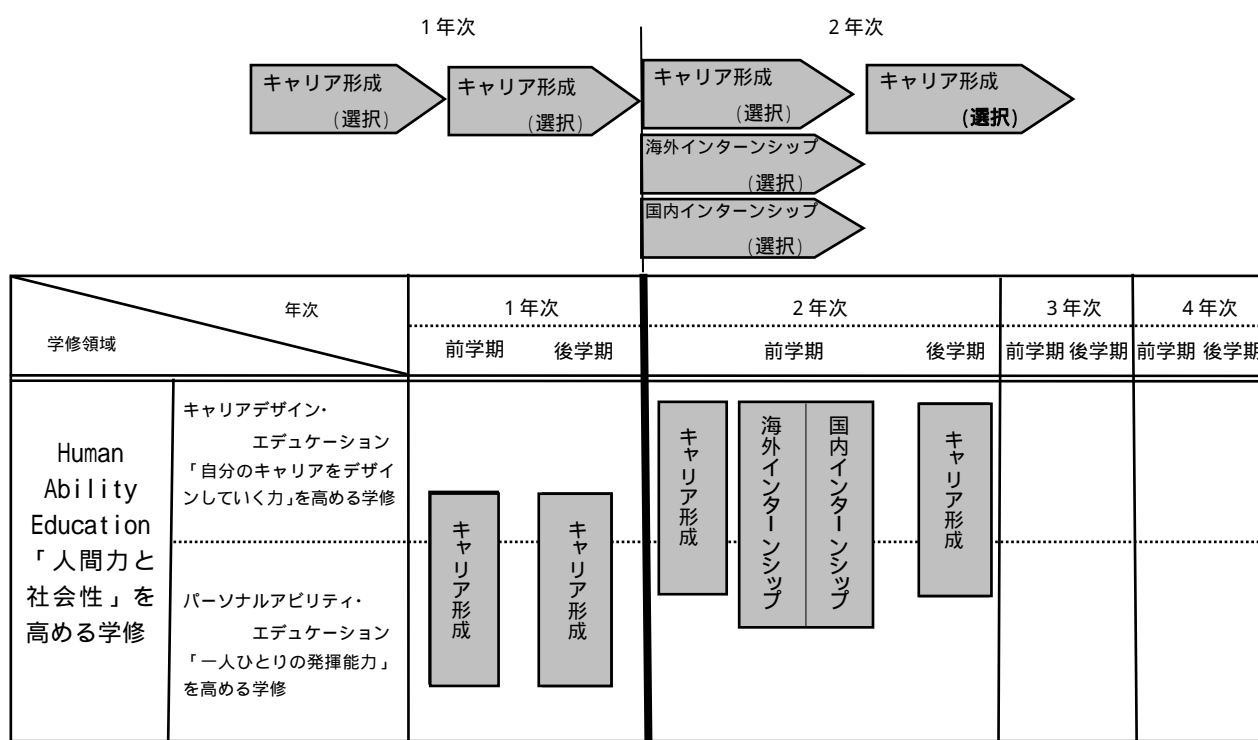 1年次
2年次
キャリア形成
(選択)
キャリア形成
(選択)
キャリア形成
(選択)
キャリア形成
(選択)
海外インターンシップ
(選択)
国内インターンシップ
(選択)
年次
学修領域
1年次
2年次
3年次
4年次
前学期
後学期
前学期
後学期
前学期
後学期
前学期
後学期
Human
Ability
Education
「人間力と
社会性」を
高める学修
キャリアデザイン・
エデュケーション
「自分のキャリアをデザイ
ンしていく力」を高める学修
パーソナルアビリティ・
エデュケーション
「一人ひとりの発揮能力」
を高める学修
キャリア形成
キャリア形成
キャリア形成
海外インターンシップ
国内インターンシップ
キャリア形成